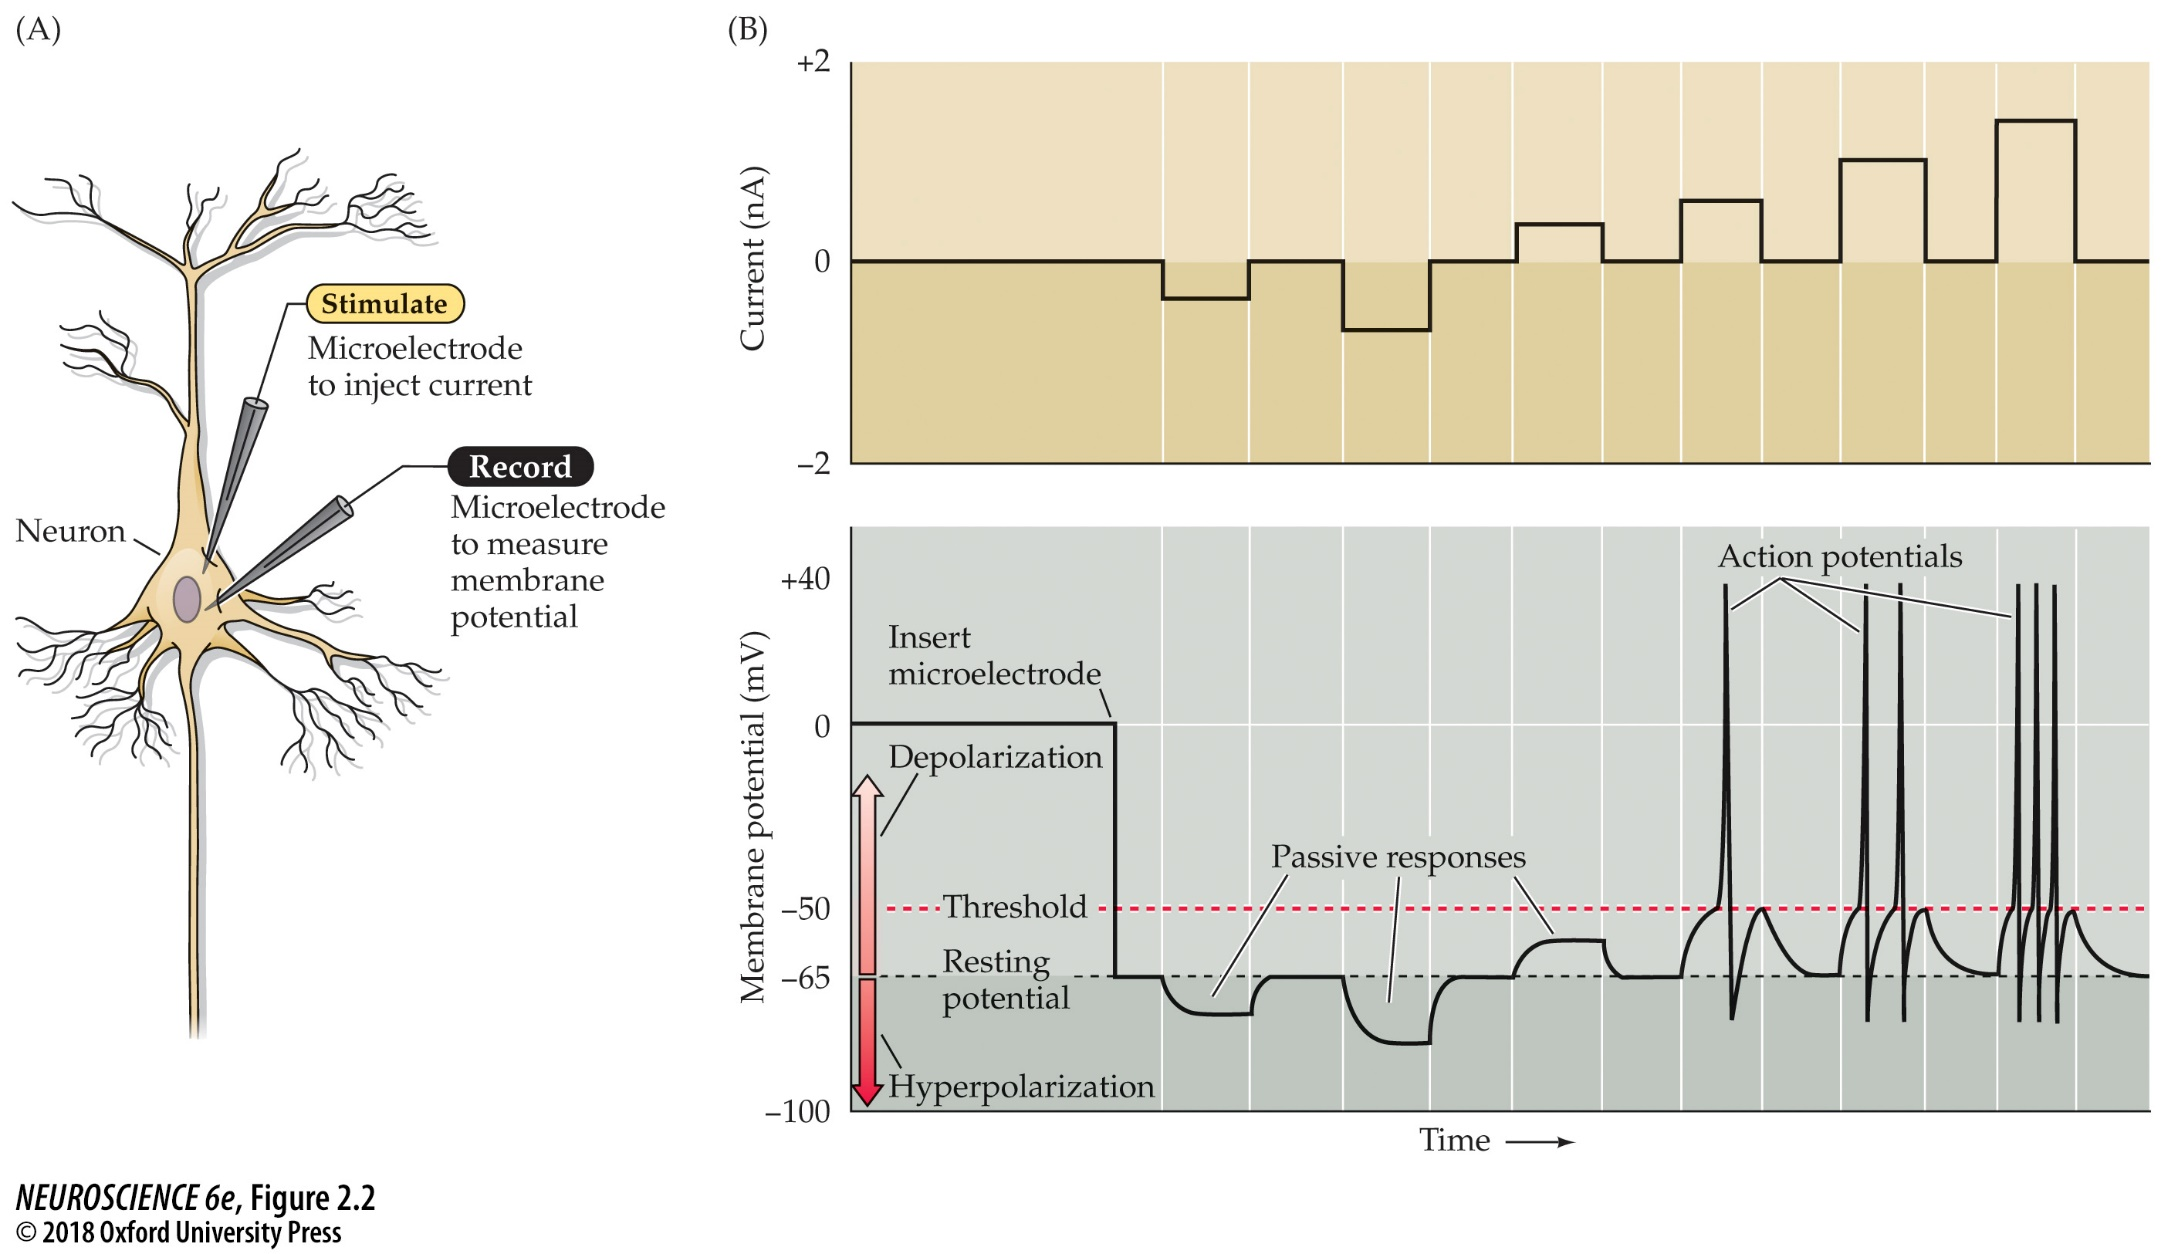 (A)
Stimulate
Microelectrode
to inject current
Record
Microelectrode
to measure
membrane
potential
Neuron
(B)
+2
0
–2
Current (nA)
+40
0
–50
–65
–100
Membrane potential (mV)
Insert
microelectrode
Depolarization
Threshold
Resting
potential
Hyperpolarization
Passive responses
Action potentials
Time
NEUROSCIENCE 6e, Figure 2.2
© 2018 Oxford University Press